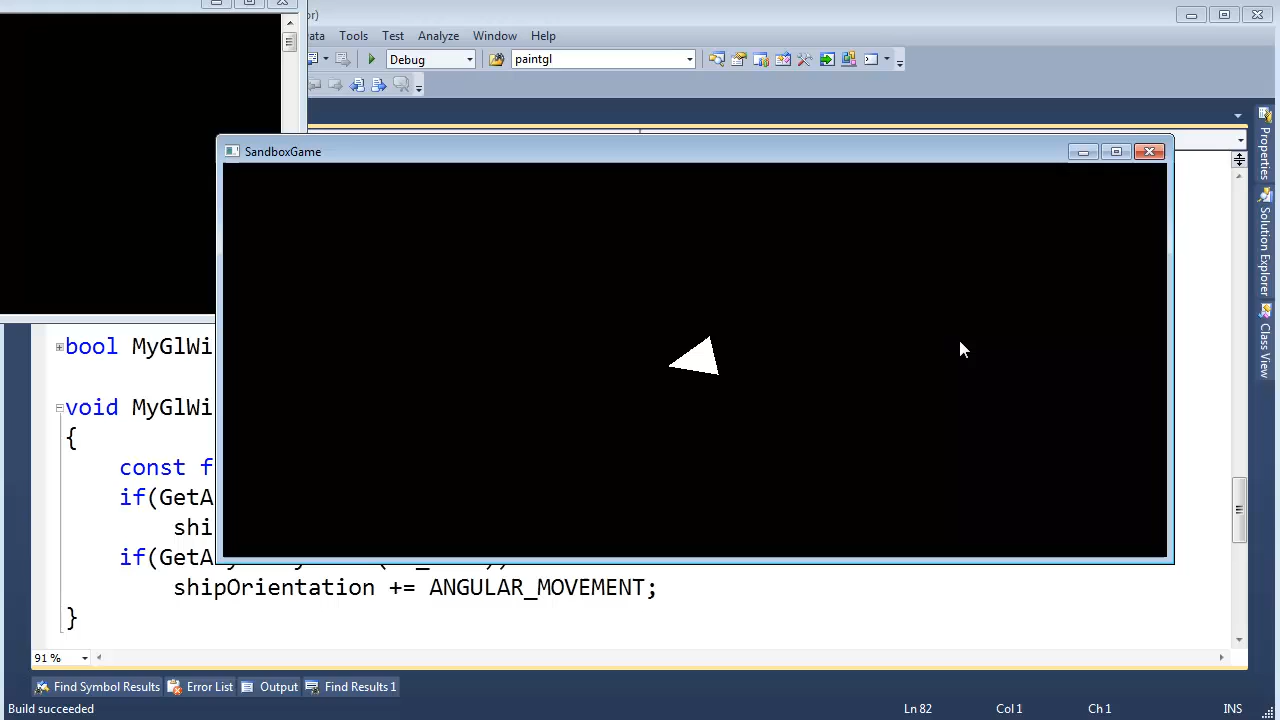 or)
ata Tools Test Analyze Window Help
Debug paintgl
SandboxGame
Properties
Solution Explorer
Class View
bool MyGlWi
void MyGlWi
{
const f
if(GetA
shi
if(GetA
shipOrientation += ANGULAR_MOVEMENT;
}
91 %
Find Symbol Results Error List Output Find Results 1
Build succeeded Ln 82 Col 1 Ch 1 INS